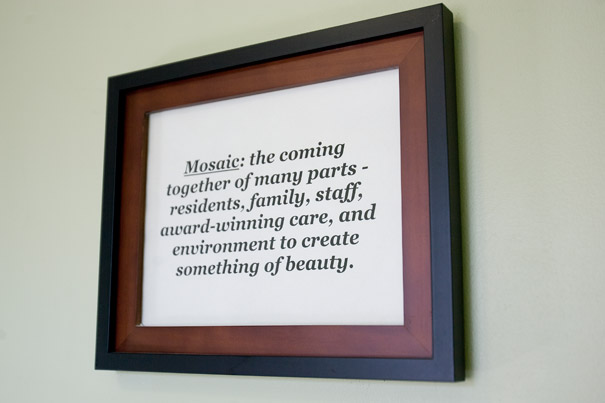 Mosaic: the coming
together of many parts -
residents, family, staff,
award-winning care, and
environment to create
something of beauty.